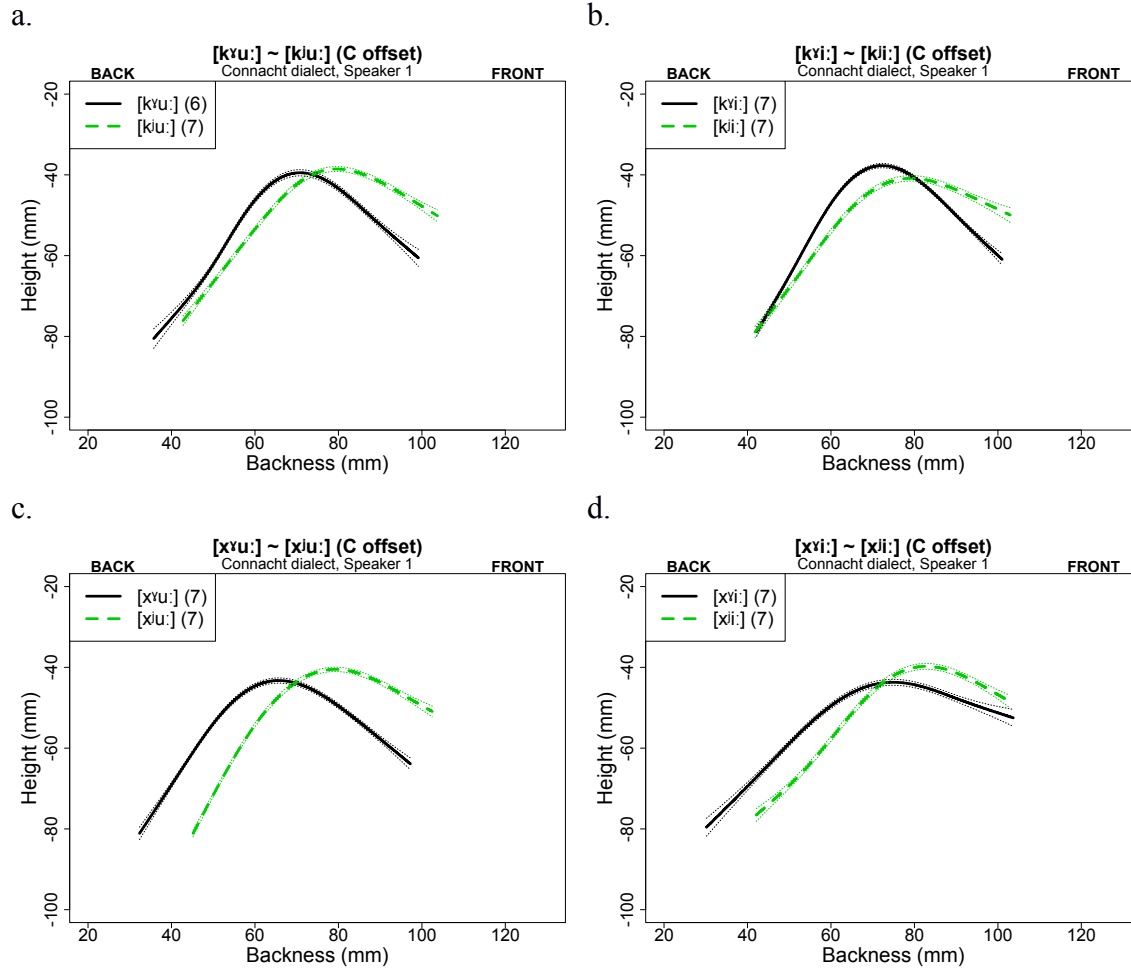 a.
[kˠuː] ~ [kʲuː] (C offset)
Connacht dialect, Speaker 1
BACK
FRONT
[kˠuː] (6)
[kʲuː] (7)
Height (mm)
-20
-40
-60
-80
-100
20 40 60 80 100 120
Backness (mm)
b.
[kˠiː] ~ [kʲiː] (C offset)
Connacht dialect, Speaker 1
BACK
FRONT
[kˠiː] (7)
[kʲiː] (7)
Height (mm)
-20
-40
-60
-80
-100
20 40 60 80 100 120
Backness (mm)
c.
[xˠuː] ~ [xʲuː] (C offset)
Connacht dialect, Speaker 1
BACK
FRONT
[xˠuː] (7)
[xʲuː] (7)
Height (mm)
-20
-40
-60
-80
-100
20 40 60 80 100 120
Backness (mm)
d.
[xˠiː] ~ [xʲiː] (C offset)
Connacht dialect, Speaker 1
BACK
FRONT
[xˠiː] (7)
[xʲiː] (7)
Height (mm)
-20
-40
-60
-80
-100
20 40 60 80 100 120
Backness (mm)